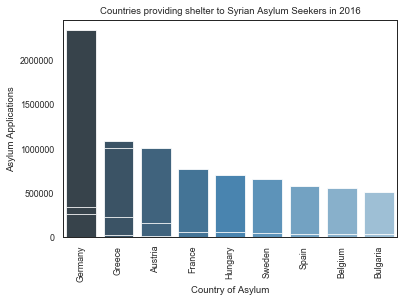 Countries providing shelter to Syrian Asylum Seekers in 2016
Asylum Applications
2000000
1500000
1000000
500000
0
Germany
Greece
Austria
France
Hungary
Sweden
Spain
Belgium
Bulgaria
Country of Asylum